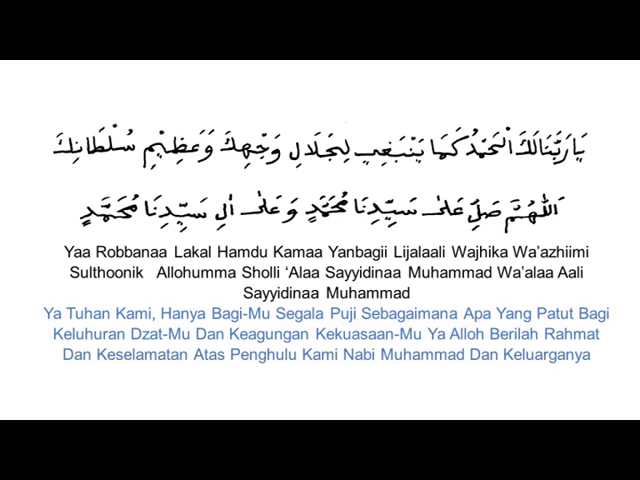 يَا رَبَّنَا لَكَ الْحَمْدُ كَمَا يَنْبَغِيْ لِجَلَالِ وَجْهِكَ وَعَظِيْمِ سُلْطَانِكَ
اَللّٰهُمَّ صَلِّ عَلٰى سَيِّدِنَا مُحَمَّدٍ وَعَلٰى اٰلِ سَيِّدِنَا مُحَمَّدٍ
Yaa Robbanaa Lakal Hamdu Kamaa Yanbagii Lijalaali Wajhika Wa’azhiimi
Sulthoonik Allohumma Sholli ‘Alaa Sayyidinaa Muhammad Wa’alaa Aali
Sayyidinaa Muhammad
Ya Tuhan Kami, Hanya Bagi-Mu Segala Puji Sebagaimana Apa Yang Patut Bagi
Keluhuran Dzat-Mu Dan Keagungan Kekuasaan-Mu Ya Alloh Berilah Rahmat
Dan Keselamatan Atas Penghulu Kami Nabi Muhammad Dan Keluarganya